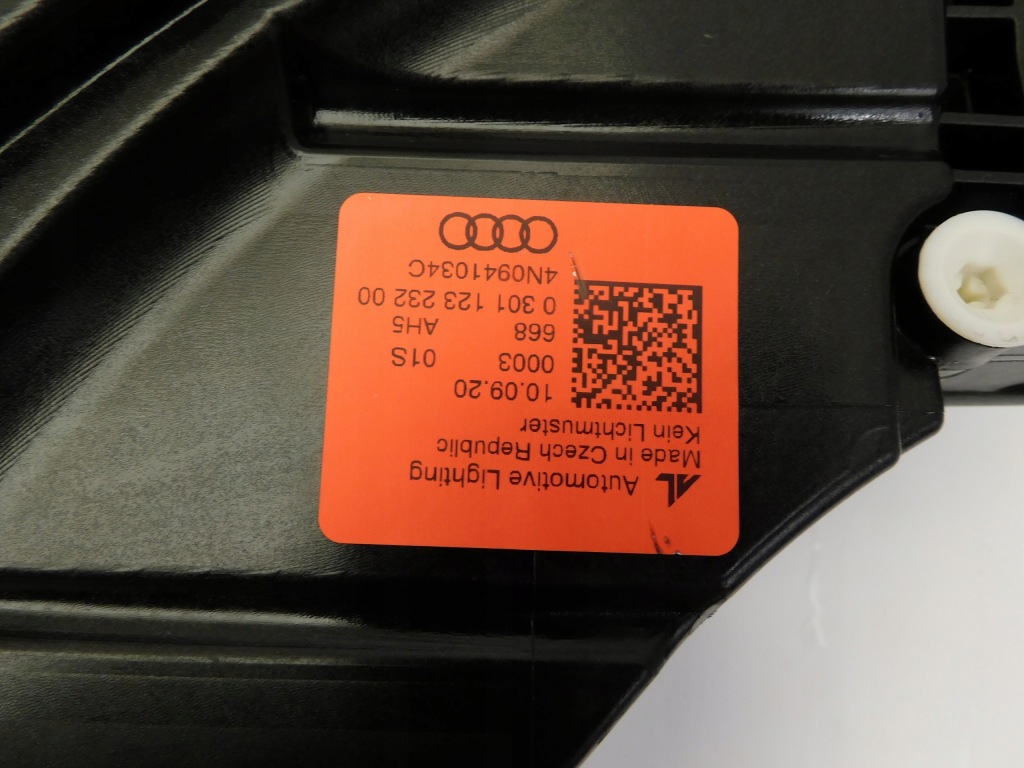 Automotive Lighting
Made in Czech Republic
Kein Lichtmuster
10.09.20
0003 01S
668 AH5
0 301 123 232 00
4N0941034C